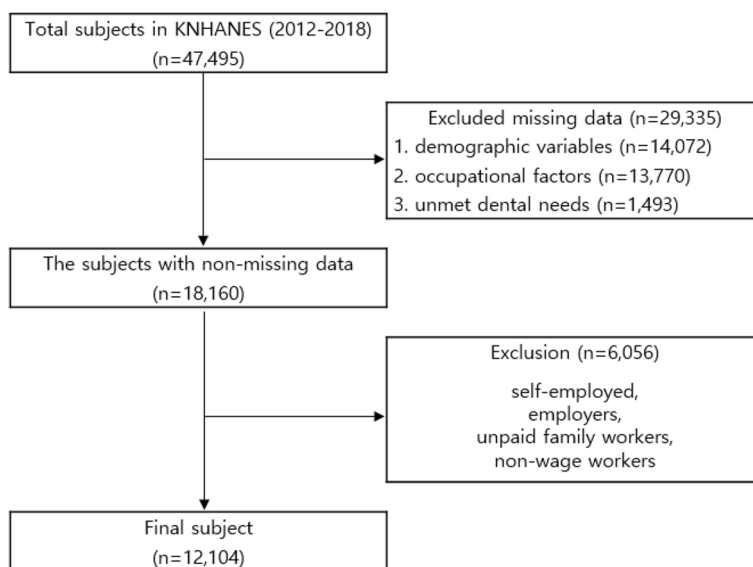 Total subjects in KNHANES (2012-2018)
(n=47,495)
Excluded missing data (n=29,335)
1. demographic variables (n=14,072)
2. occupational factors (n=13,770)
3. unmet dental needs (n=1,493)
The subjects with non-missing data
(n=18,160)
Exclusion (n=6,056)
self-employed,
employers,
unpaid family workers,
non-wage workers
Final subject
(n=12,104)